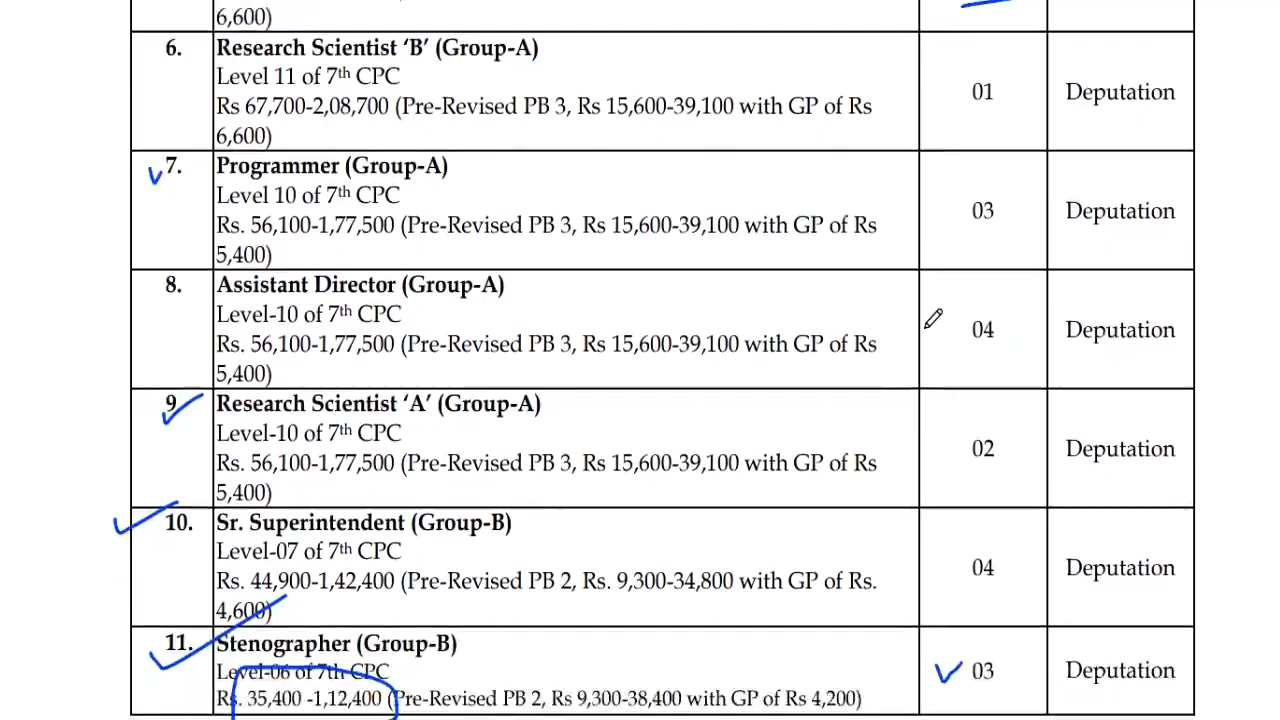 6,600)
6. Research Scientist ‘B’ (Group-A)
Level 11 of 7th CPC
Rs 67,700-2,08,700 (Pre-Revised PB 3, Rs 15,600-39,100 with GP of Rs
6,600)
01 Deputation
7. Programmer (Group-A)
Level 10 of 7th CPC
Rs. 56,100-1,77,500 (Pre-Revised PB 3, Rs 15,600-39,100 with GP of Rs
5,400)
03 Deputation
8. Assistant Director (Group-A)
Level-10 of 7th CPC
Rs. 56,100-1,77,500 (Pre-Revised PB 3, Rs 15,600-39,100 with GP of Rs
5,400)
04 Deputation
9. Research Scientist ‘A’ (Group-A)
Level-10 of 7th CPC
Rs. 56,100-1,77,500 (Pre-Revised PB 3, Rs 15,600-39,100 with GP of Rs
5,400)
02 Deputation
10. Sr. Superintendent (Group-B)
Level-07 of 7th CPC
Rs. 44,900-1,42,400 (Pre-Revised PB 2, Rs. 9,300-34,800 with GP of Rs.
4,600)
04 Deputation
11. Stenographer (Group-B)
Level-06 of 7th CPC
Rs. 35,400 -1,12,400 (Pre-Revised PB 2, Rs 9,300-38,400 with GP of Rs 4,200)
03 Deputation